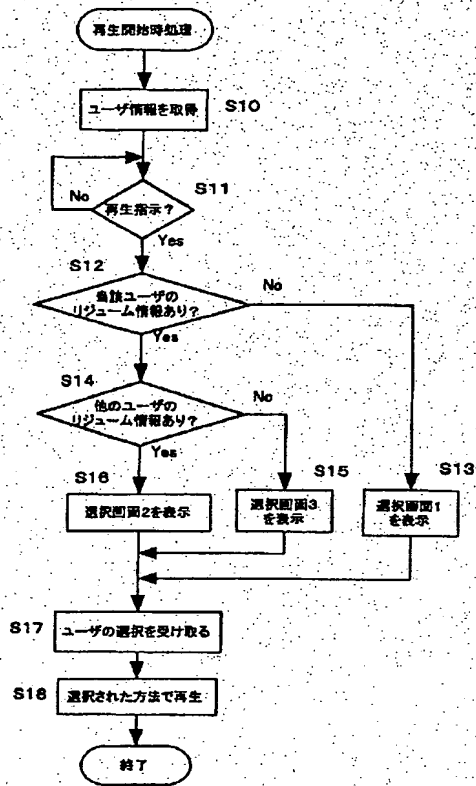 再生開始時処理
ユーザ情報を取得
S10
S11
No
再生指示？
Yes
S12
当該ユーザの
リジューム情報あり？
No
Yes
S14
他のユーザの
リジューム情報あり？
No
Yes
S16
選択画面2を表示
S15
選択画面3
を表示
S13
選択画面1
を表示
S17
ユーザの選択を受け取る
S18
選択された方法で再生
終了